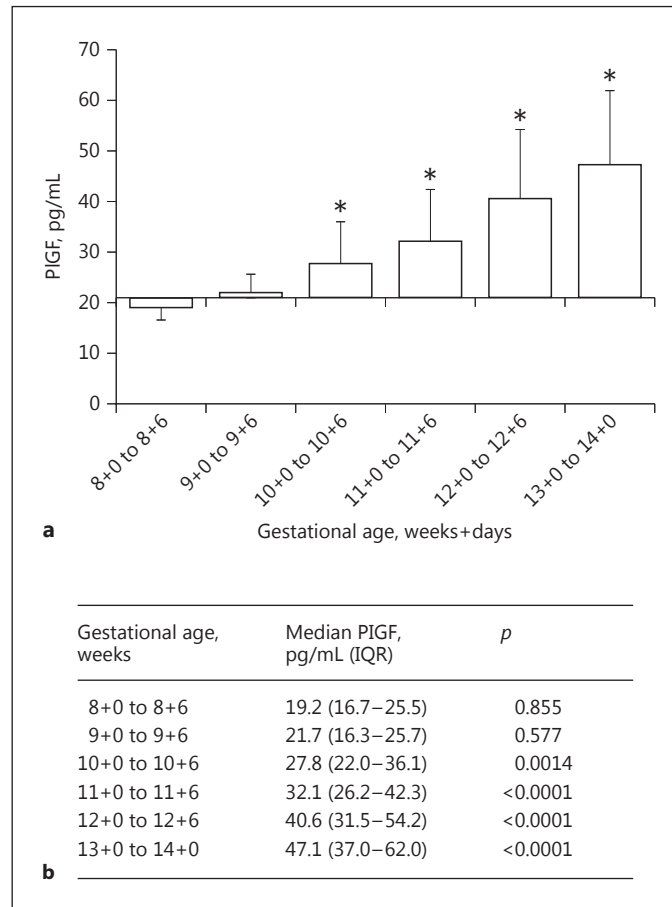 70
60
50
40
30
20
10
0
PlGF, pg/mL
*
*
*
*
8+0 to 8+6
9+0 to 9+6
10+0 to 10+6
11+0 to 11+6
12+0 to 12+6
13+0 to 14+0
a
Gestational age, weeks+days
Gestational age, weeks Median PlGF, pg/mL (IQR) p
8+0 to 8+6 19.2 (16.7–25.5) 0.855
9+0 to 9+6 21.7 (16.3–25.7) 0.577
10+0 to 10+6 27.8 (22.0–36.1) 0.0014
11+0 to 11+6 32.1 (26.2–42.3) <0.0001
12+0 to 12+6 40.6 (31.5–54.2) <0.0001
13+0 to 14+0 47.1 (37.0–62.0) <0.0001
b